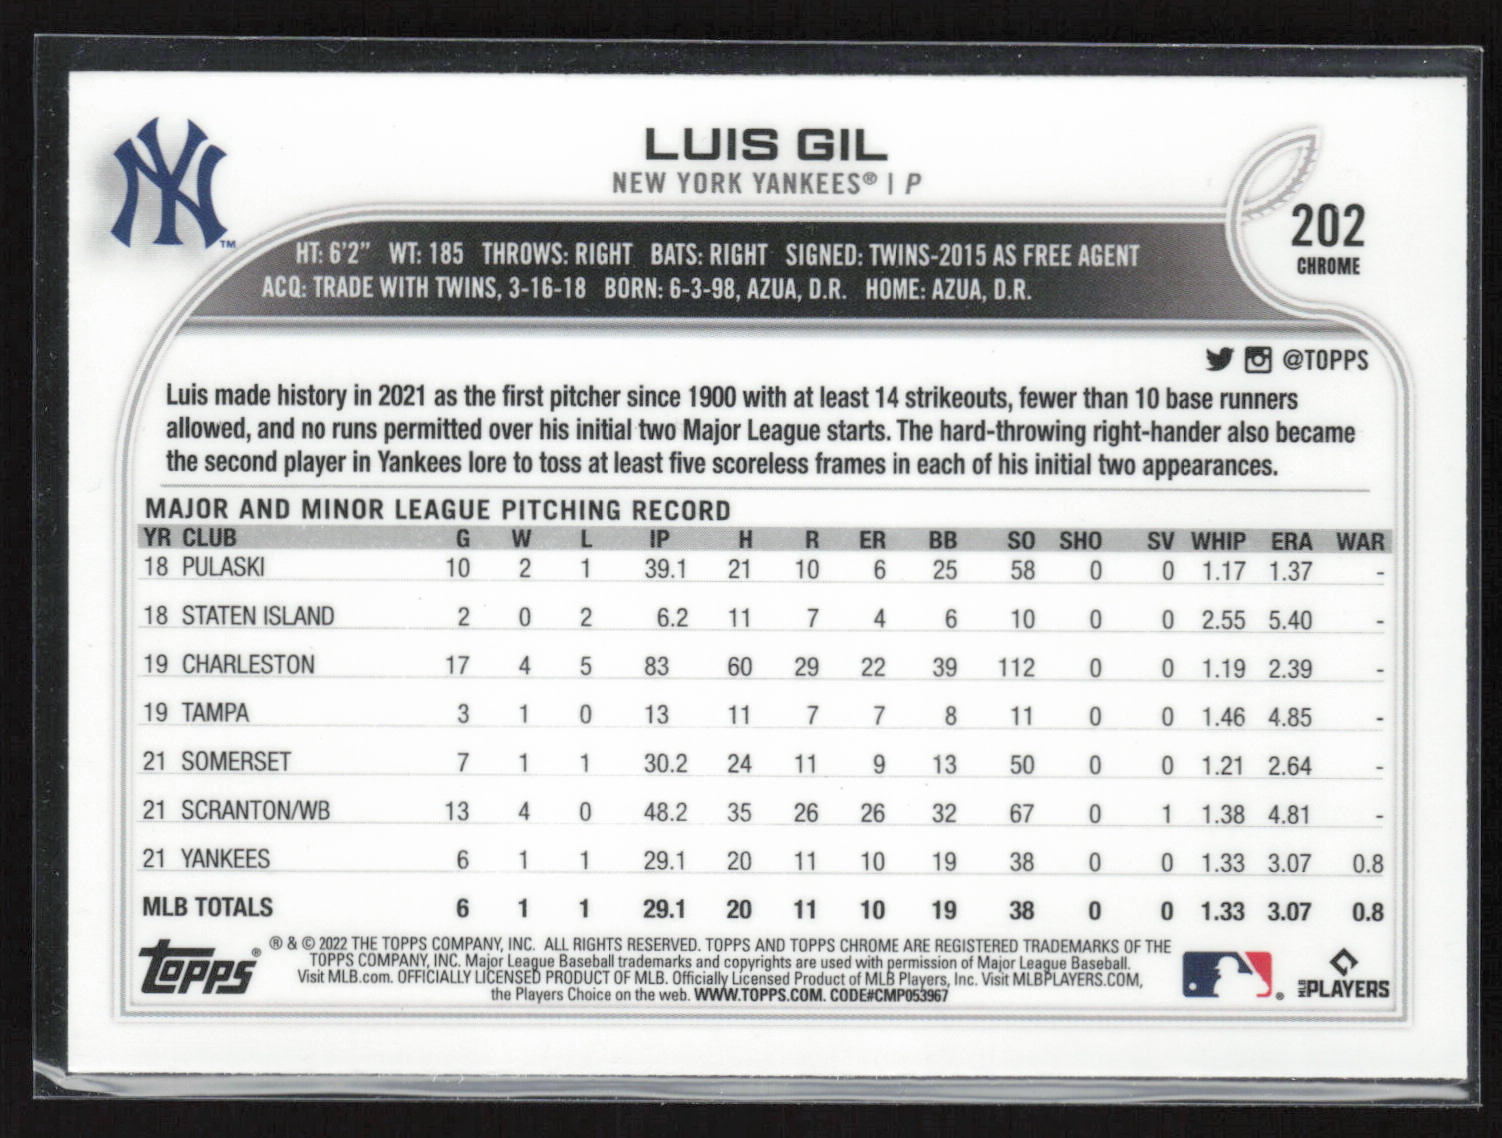 NY
TM
LUIS GIL
NEW YORK YANKEES® | P
202
CHROME
HT: 6'2" WT: 185 THROWS: RIGHT BATS: RIGHT SIGNED: TWINS-2015 AS FREE AGENT
ACQ: TRADE WITH TWINS, 3-16-18 BORN: 6-3-98, AZUA, D.R. HOME: AZUA, D.R.
@TOPPS
Luis made history in 2021 as the first pitcher since 1900 with at least 14 strikeouts, fewer than 10 base runners
allowed, and no runs permitted over his initial two Major League starts. The hard-throwing right-hander also became
the second player in Yankees lore to toss at least five scoreless frames in each of his initial two appearances.
MAJOR AND MINOR LEAGUE PITCHING RECORD
YR CLUB G W L IP H R ER BB SO SHO SV WHIP ERA WAR
18 PULASKI 10 2 1 39.1 21 10 6 25 58 0 0 1.17 1.37 -
18 STATEN ISLAND 2 0 2 6.2 11 7 4 6 10 0 0 2.55 5.40 -
19 CHARLESTON 17 4 5 83 60 29 22 39 112 0 0 1.19 2.39 -
19 TAMPA 3 1 0 13 11 7 7 8 11 0 0 1.46 4.85 -
21 SOMERSET 7 1 1 30.2 24 11 9 13 50 0 0 1.21 2.64 -
21 SCRANTON/WB 13 4 0 48.2 35 26 26 32 67 0 1 1.38 4.81 -
21 YANKEES 6 1 1 29.1 20 11 10 19 38 0 0 1.33 3.07 0.8
MLB TOTALS 6 1 1 29.1 20 11 10 19 38 0 0 1.33 3.07 0.8
topps®
® & © 2022 THE TOPPS COMPANY, INC. ALL RIGHTS RESERVED. TOPPS AND TOPPS CHROME ARE REGISTERED TRADEMARKS OF THE
TOPPS COMPANY, INC. Major League Baseball trademarks and copyrights are used with permission of Major League Baseball.
Visit MLB.com. OFFICIALLY LICENSED PRODUCT OF MLB. Officially Licensed Product of MLB Players, Inc. Visit MLBPLAYERS.COM,
the Players Choice on the web. WWW.TOPPS.COM. CODE#CMP053967
®
MLB PLAYERS